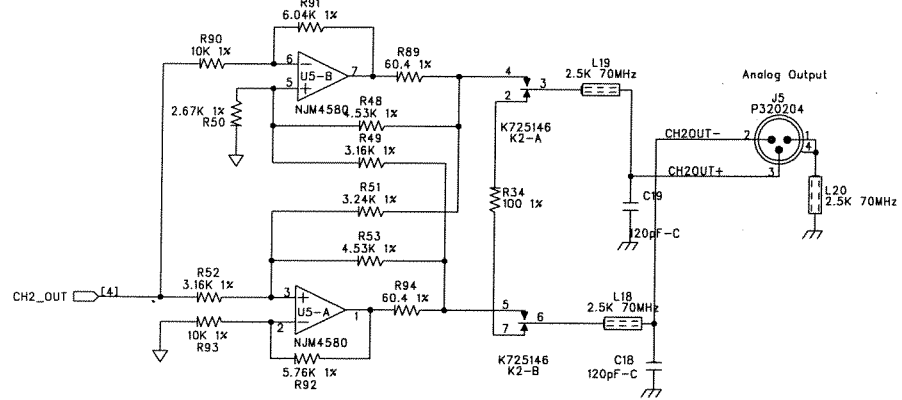 R91
6.04K 1%
R90
10K 1%
6
5
U5-B
7
NJM4580
R89
60.4 1%
2.67K 1%
R50
R48
4.53K 1%
R49
3.16K 1%
R51
3.24K 1%
R53
4.53K 1%
4
3
2
K725146
K2-A
R34
100 1%
L19
2.5K 70MHz
Analog Output
J5
P320204
CH2OUT-
2
1
4
CH2OUT+
3
L20
2.5K 70MHz
C19
120pF-C
CH2_OUT
[4]
R52
3.16K 1%
3
2
U5-A
1
NJM4580
10K 1%
R93
5.76K 1%
R92
R94
60.4 1%
5
6
7
K725146
K2-B
L18
2.5K 70MHz
C18
120pF-C